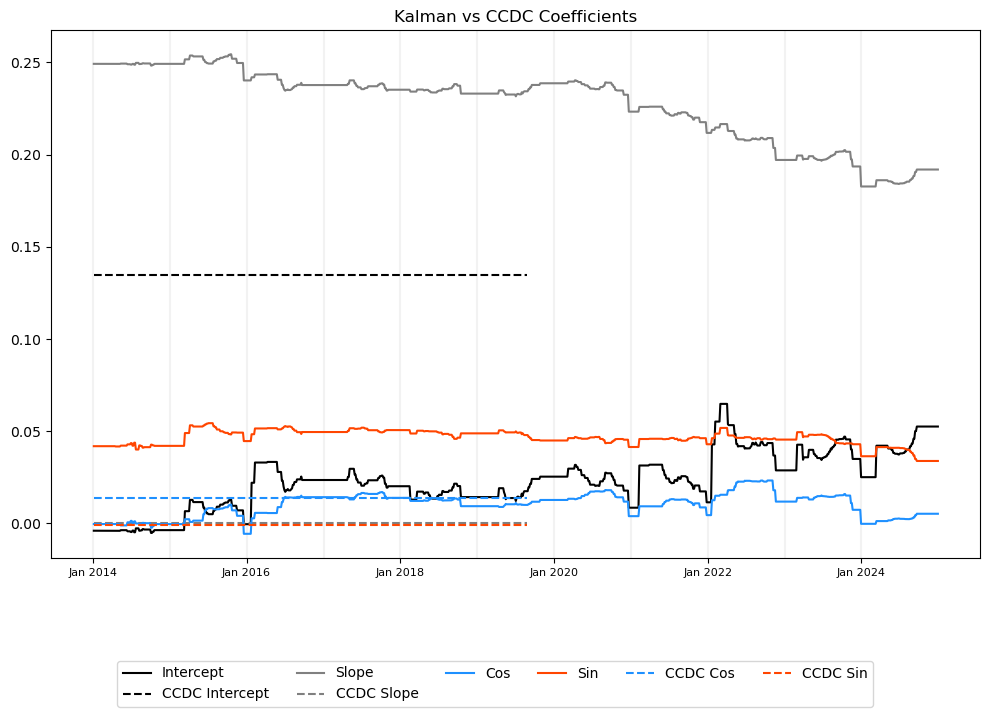 Kalman vs CCDC Coefficients
0.25
0.20
0.15
0.10
0.05
0.00
Jan 2014 Jan 2016 Jan 2018 Jan 2020 Jan 2022 Jan 2024
Intercept Slope Cos Sin CCDC Cos CCDC Sin
CCDC Intercept CCDC Slope